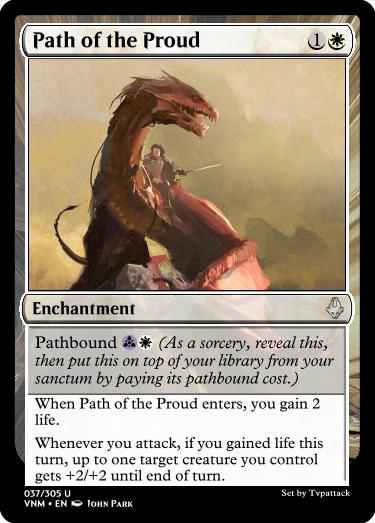 Path of the Proud 1
Enchantment
Pathbound (As a sorcery, reveal this,
then put this on top of your library from your
sanctum by paying its pathbound cost.)
When Path of the Proud enters, you gain 2
life.
Whenever you attack, if you gained life this
turn, up to one target creature you control
gets +2/+2 until end of turn.
037/305 U
VNM • EN John Park
Set by Tvpattack